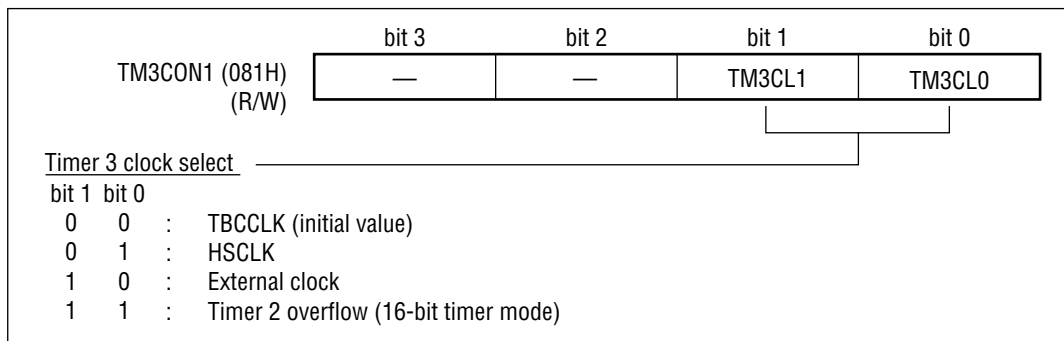 bit 3 bit 2 bit 1 bit 0
TM3CON1 (081H) — — TM3CL1 TM3CL0
(R/W)
Timer 3 clock select
bit 1 bit 0
0 0 : TBCCLK (initial value)
0 1 : HSCLK
1 0 : External clock
1 1 : Timer 2 overflow (16-bit timer mode)